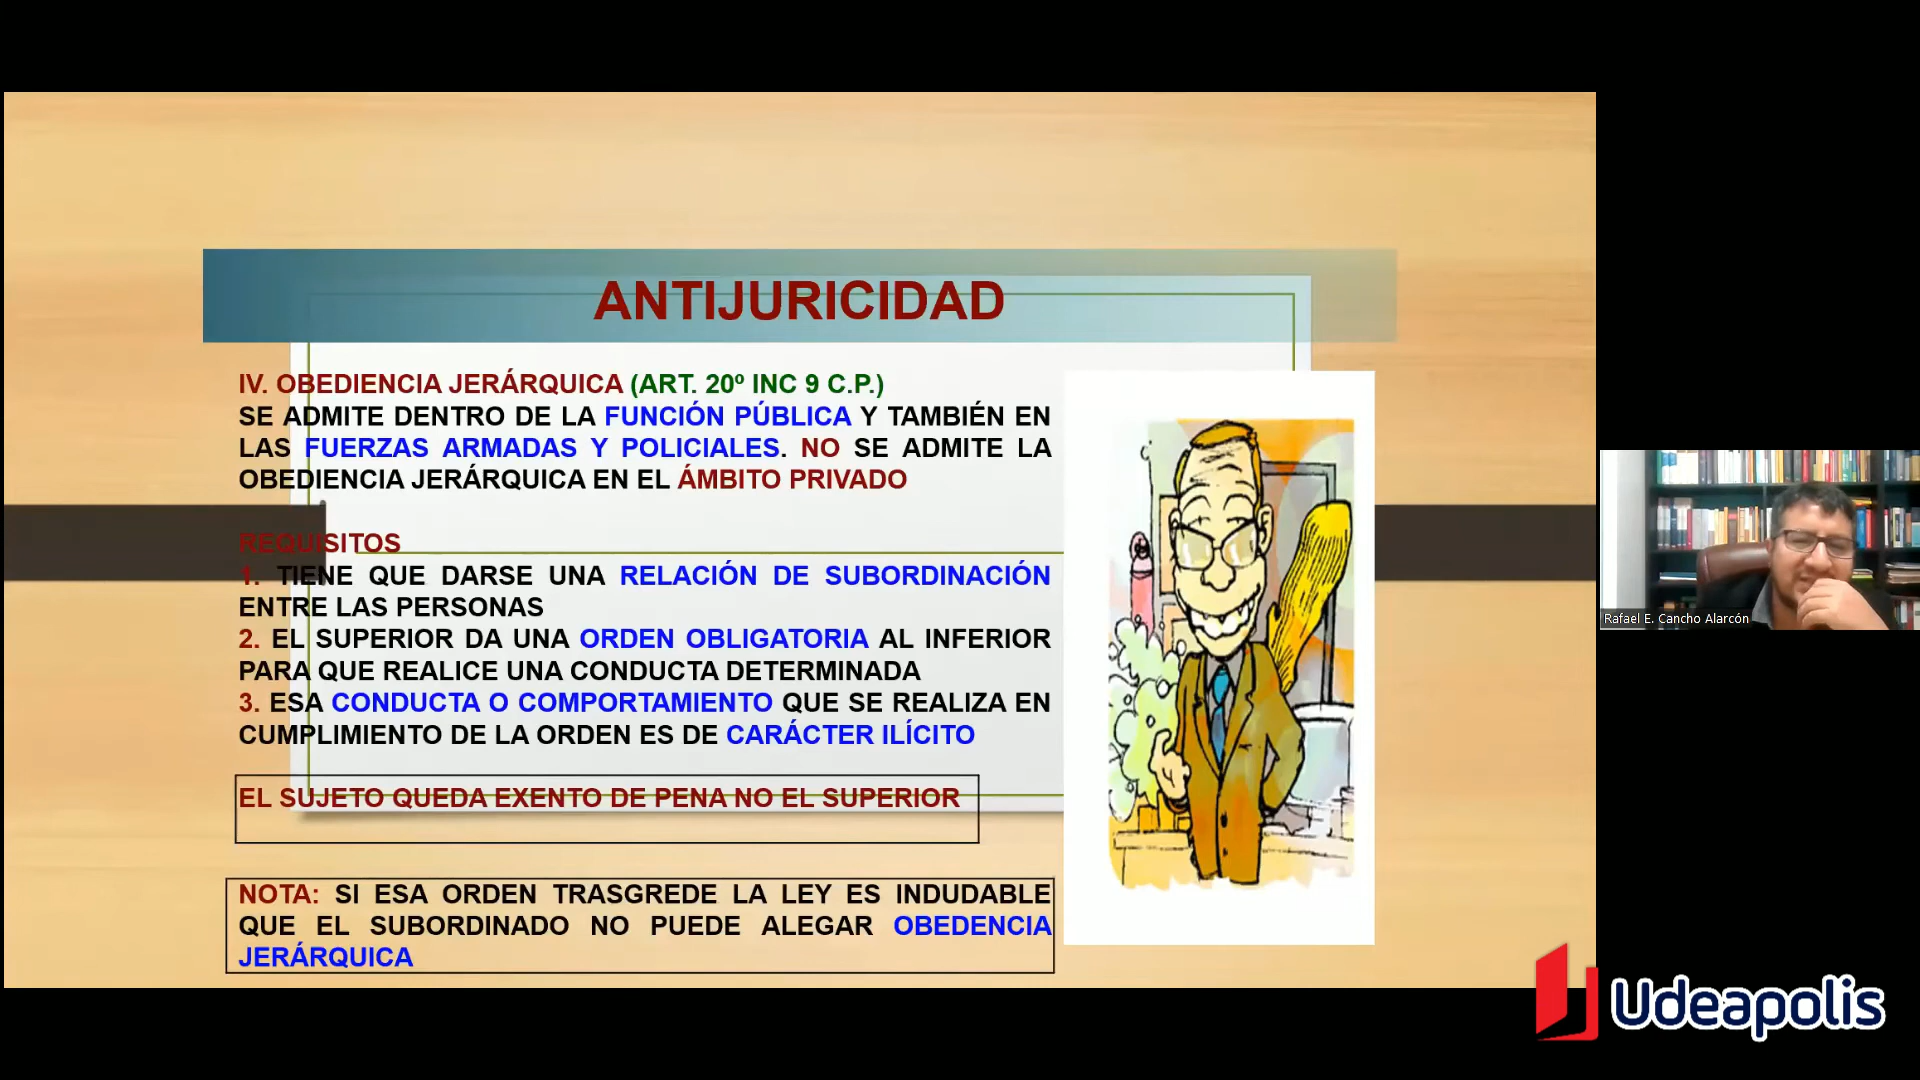 ANTIJURICIDAD
IV. OBEDIENCIA JERÁRQUICA (ART. 20º INC 9 C.P.)
SE ADMITE DENTRO DE LA FUNCIÓN PÚBLICA Y TAMBIÉN EN
LAS FUERZAS ARMADAS Y POLICIALES. NO SE ADMITE LA
OBEDIENCIA JERÁRQUICA EN EL ÁMBITO PRIVADO
REQUISITOS
1. TIENE QUE DARSE UNA RELACIÓN DE SUBORDINACIÓN
ENTRE LAS PERSONAS
2. EL SUPERIOR DA UNA ORDEN OBLIGATORIA AL INFERIOR
PARA QUE REALICE UNA CONDUCTA DETERMINADA
3. ESA CONDUCTA O COMPORTAMIENTO QUE SE REALIZA EN
CUMPLIMIENTO DE LA ORDEN ES DE CARÁCTER ILÍCITO
EL SUJETO QUEDA EXENTO DE PENA NO EL SUPERIOR
NOTA: SI ESA ORDEN TRASGREDE LA LEY ES INDUDABLE
QUE EL SUBORDINADO NO PUEDE ALEGAR OBEDENCIA
JERÁRQUICA
Rafael E. Cancho Alarcón
Udeapolis